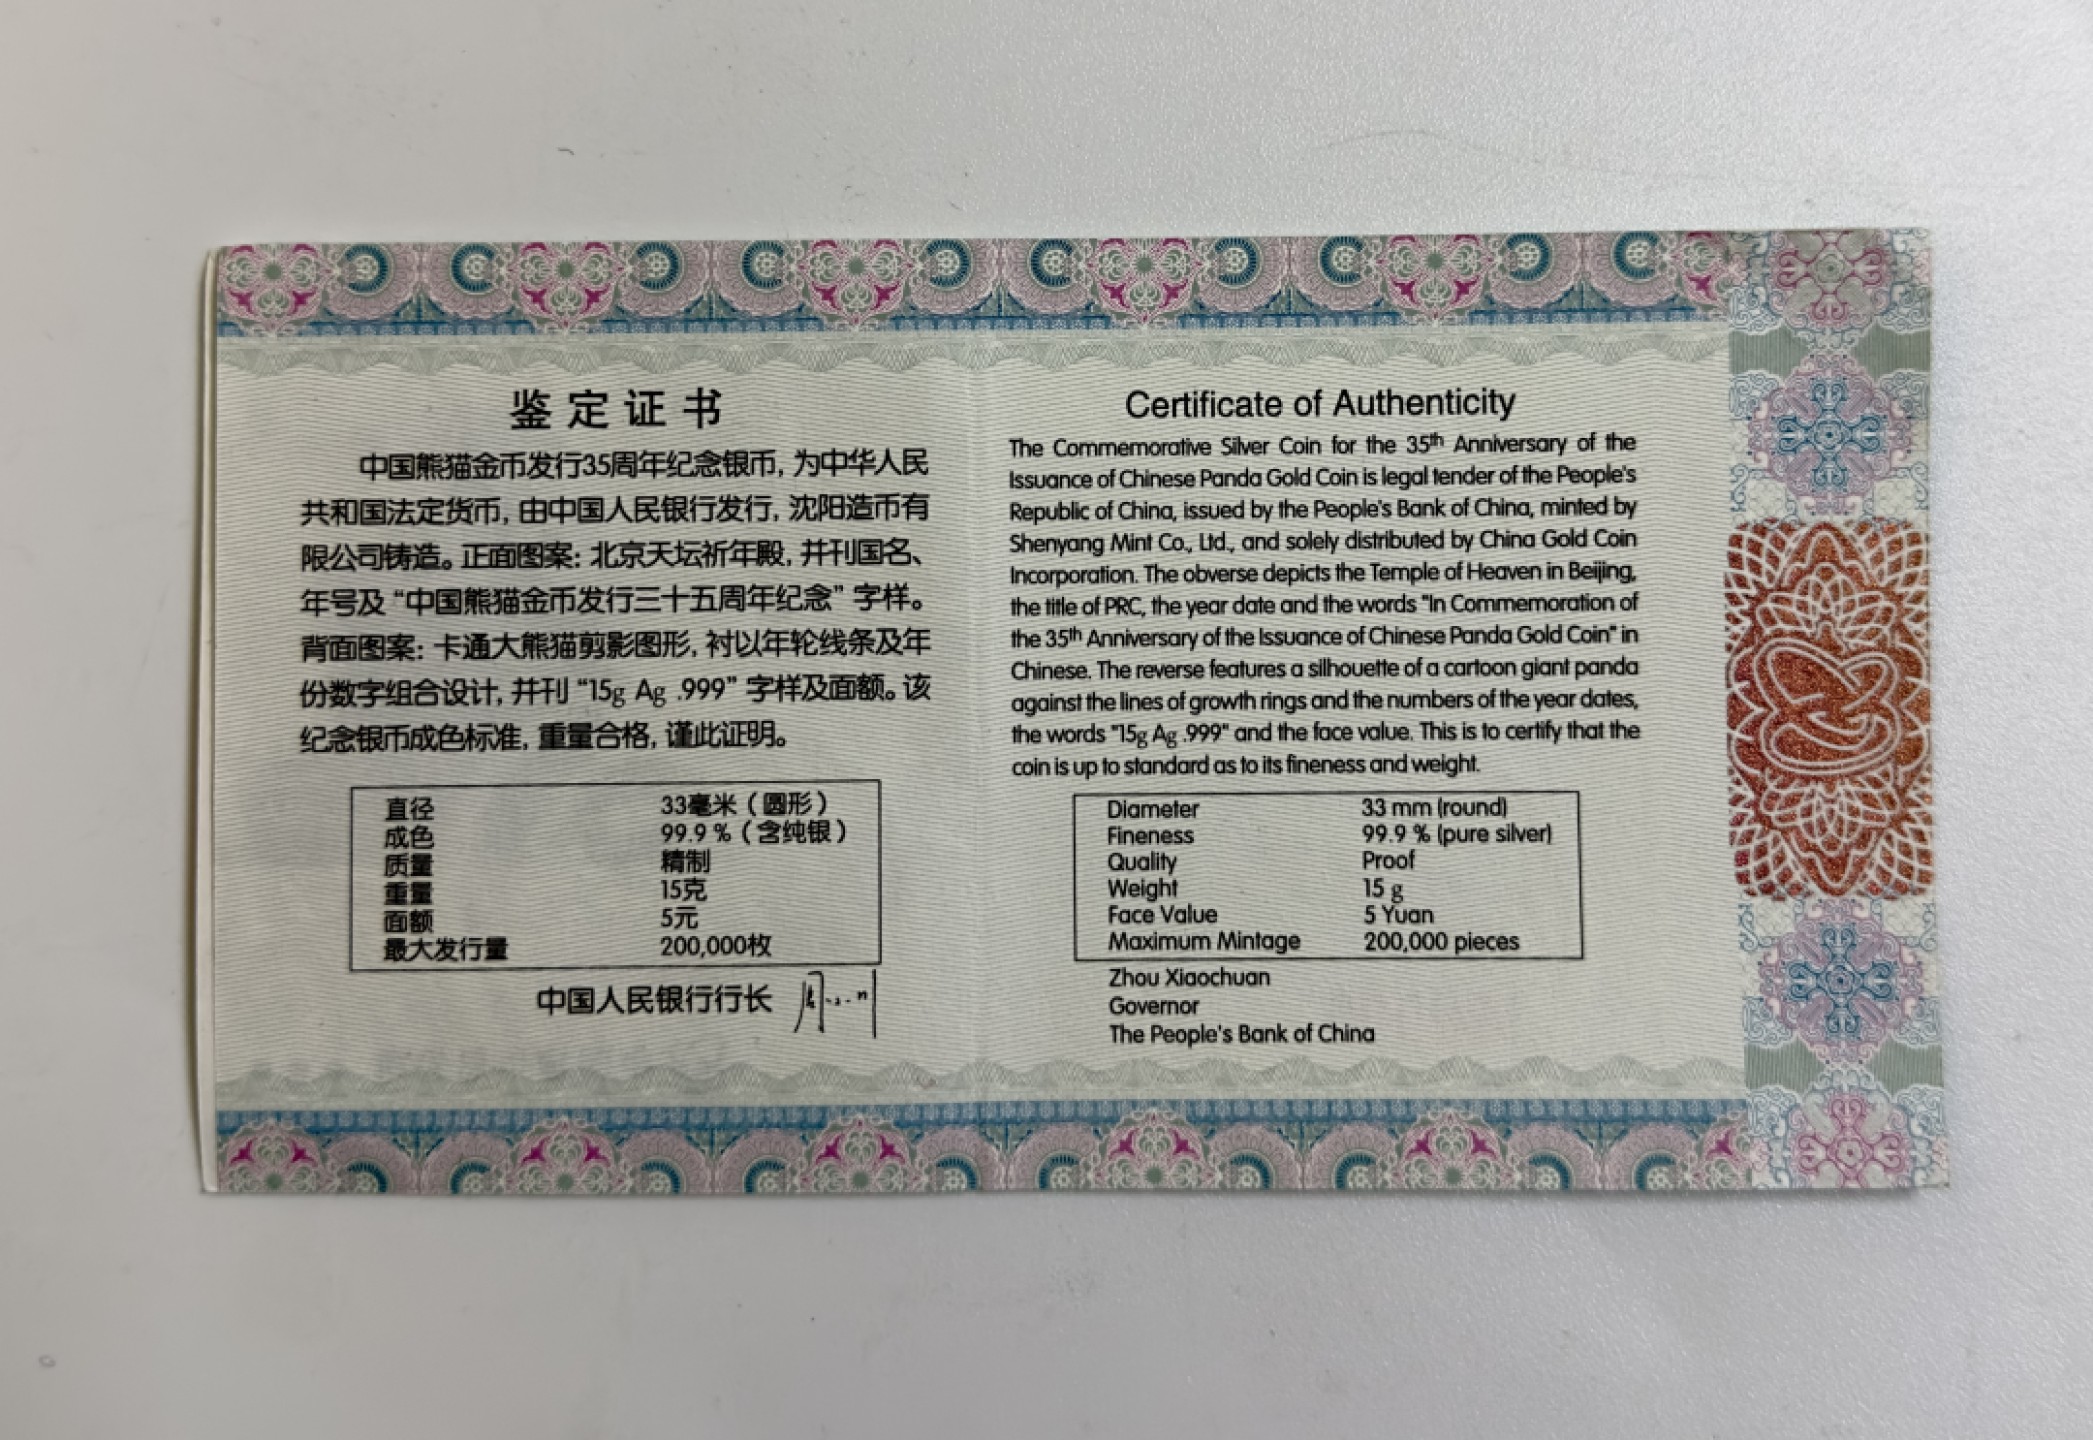 鉴定证书
中国熊猫金币发行35周年纪念银币，为中华人民
共和国法定货币，由中国人民银行发行，沈阳造币有
限公司铸造。正面图案：北京天坛祈年殿，并刊国名、
年号及“中国熊猫金币发行三十五周年纪念”字样。
背面图案：卡通大熊猫剪影图形，衬以年轮线条及年
份数字组合设计，并刊“15g Ag .999”字样及面额。该
纪念银币成色标准，重量合格，谨此证明。
直径 33毫米（圆形）
成色 99.9 %（含纯银）
质量 精制
重量 15克
面额 5元
最大发行量 200,000枚
中国人民银行行长
Certificate of Authenticity
The Commemorative Silver Coin for the 35th Anniversary of the
Issuance of Chinese Panda Gold Coin is legal tender of the People's
Republic of China, issued by the People's Bank of China, minted by
Shenyang Mint Co., Ltd., and solely distributed by China Gold Coin
Incorporation. The obverse depicts the Temple of Heaven in Beijing,
the title of PRC, the year date and the words "In Commemoration of
the 35th Anniversary of the Issuance of Chinese Panda Gold Coin" in
Chinese. The reverse features a silhouette of a cartoon giant panda
against the lines of growth rings and the numbers of the year dates,
the words "15g Ag .999" and the face value. This is to certify that the
coin is up to standard as to its fineness and weight.
Diameter 33 mm (round)
Fineness 99.9 % (pure silver)
Quality Proof
Weight 15 g
Face Value 5 Yuan
Maximum Mintage 200,000 pieces
Zhou Xiaochuan
Governor
The People's Bank of China